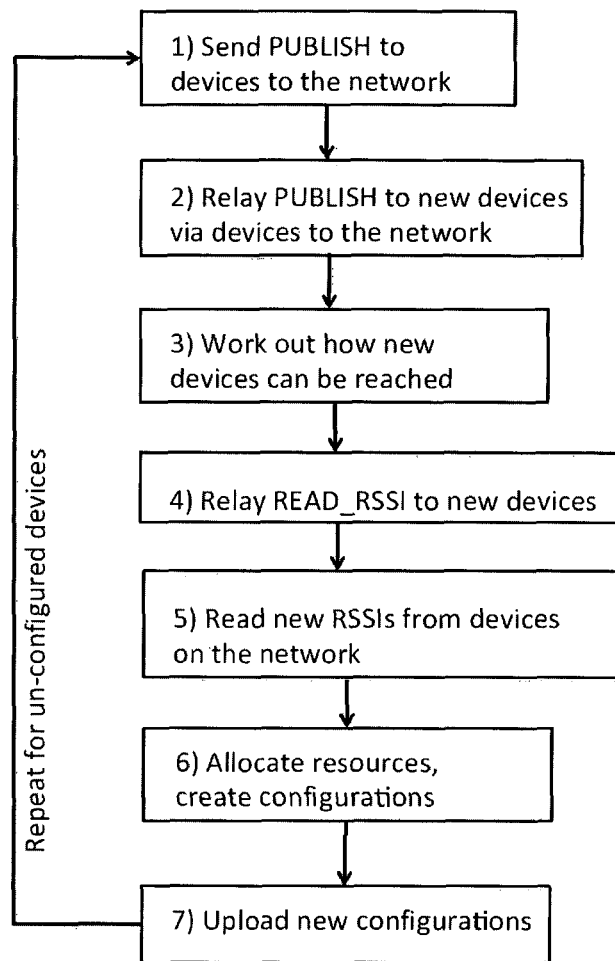 1) Send PUBLISH to
devices to the network
2) Relay PUBLISH to new devices
via devices to the network
3) Work out how new
devices can be reached
4) Relay READ_RSSI to new devices
5) Read new RSSIs from devices
on the network
6) Allocate resources,
create configurations
7) Upload new configurations
Repeat for un-configured devices